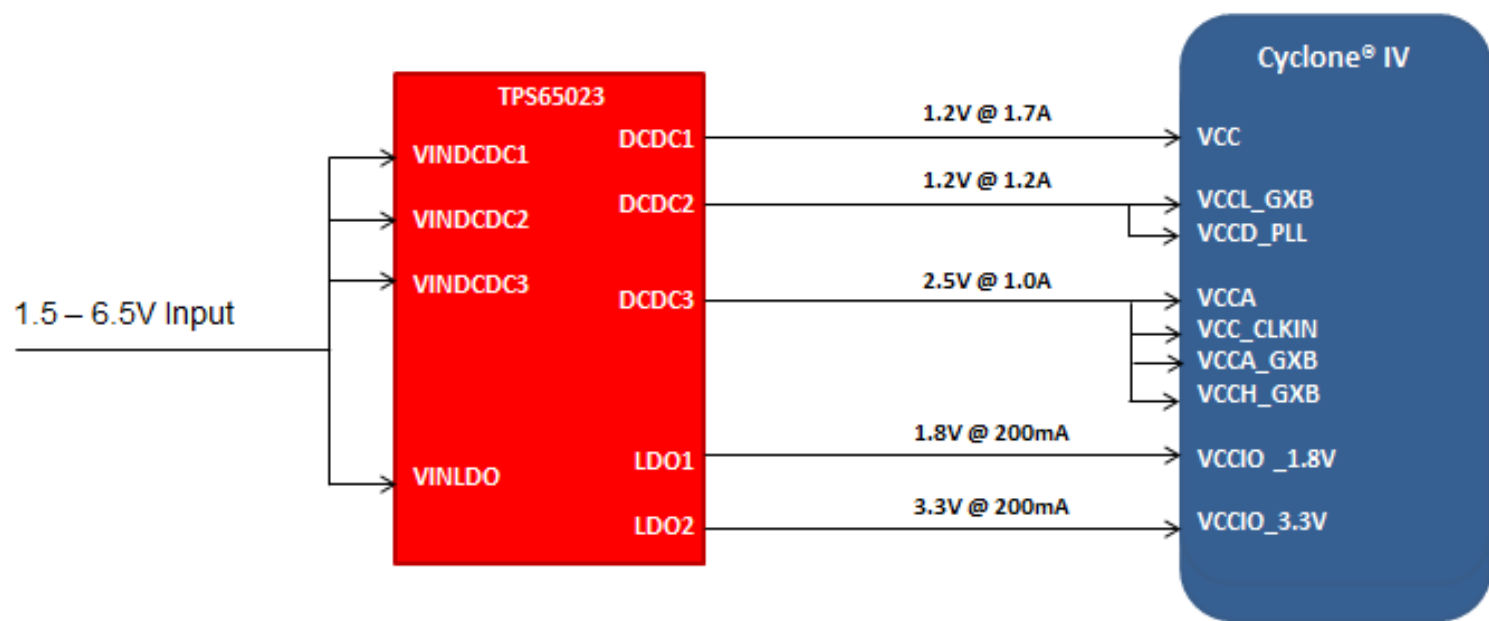 Cyclone® IV
TPS65023
1.5 – 6.5V Input
VINDCDC1
VINDCDC2
VINDCDC3
VINLDO
DCDC1
DCDC2
DCDC3
LDO1
LDO2
1.2V @ 1.7A
1.2V @ 1.2A
2.5V @ 1.0A
1.8V @ 200mA
3.3V @ 200mA
VCC
VCCL_GXB
VCCD_PLL
VCCA
VCC_CLKIN
VCCA_GXB
VCCH_GXB
VCCIO _1.8V
VCCIO_3.3V